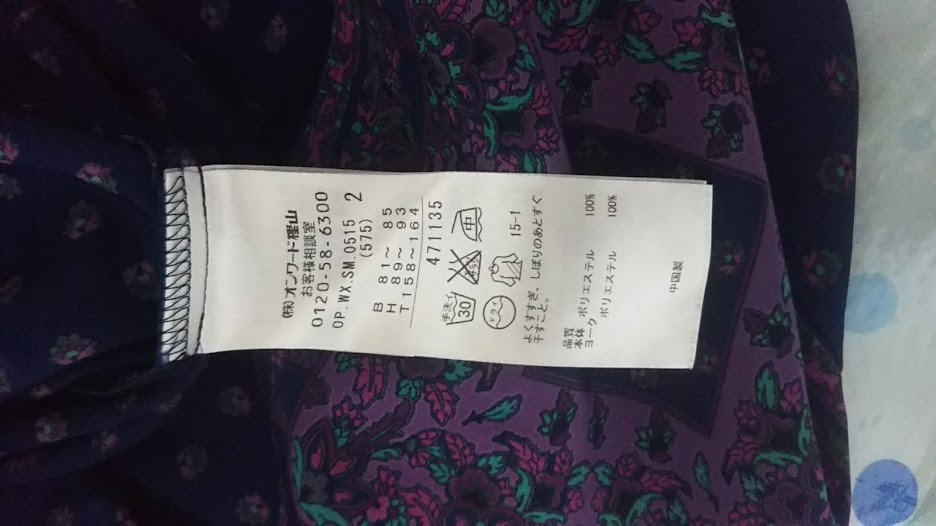 (株)オンワード樫山
お客様相談室
0120-58-6300
OP.WX.SM.0515 2
(575)
B 81～ 85
H 89～ 93
T 158～164
471135
手洗イ
30
中
ドライ
15-1
よくすすぎ、しぼりのあとすぐ
干すこと。
品質
本体 ポリエステル 100%
ヨーク ポリエステル 100%
中国製